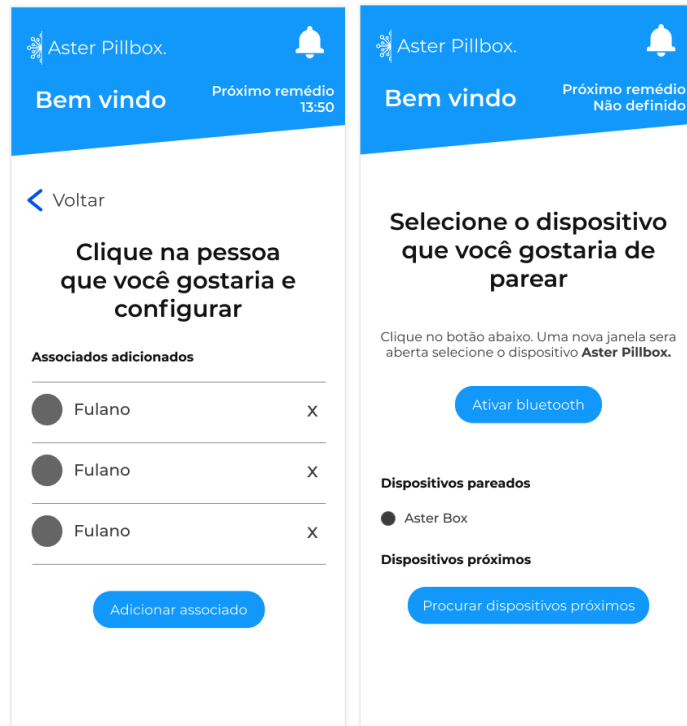 Aster Pillbox.
Bem vindo
Próximo remédio
13:50
Voltar
Clique na pessoa
que você gostaria e
configurar
Associados adicionados
Fulano x
Fulano x
Fulano x
Adicionar associado
Aster Pillbox.
Bem vindo
Próximo remédio
Não definido
Selecione o dispositivo
que você gostaria de
parear
Clique no botão abaixo. Uma nova janela sera
aberta selecione o dispositivo Aster Pillbox.
Ativar bluetooth
Dispositivos pareados
Aster Box
Dispositivos próximos
Procurar dispositivos próximos